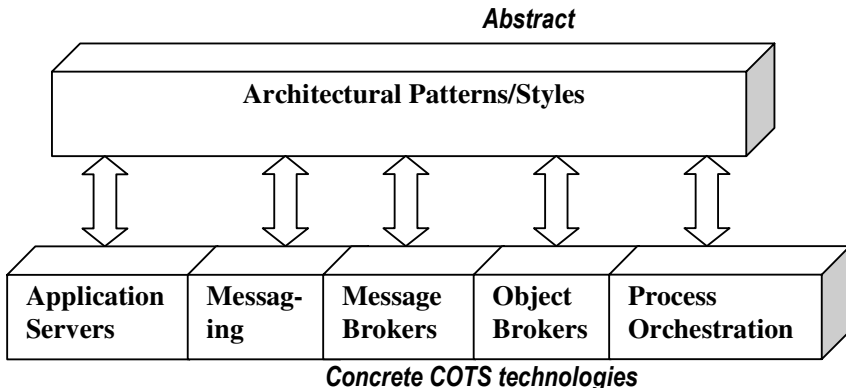 Abstract
Architectural Patterns/Styles
Application
Servers
Messag-
ing
Message
Brokers
Object
Brokers
Process
Orchestration
Concrete COTS technologies